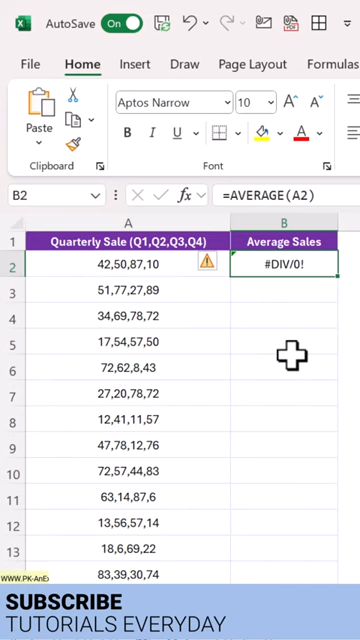 AutoSave On
File Home Insert Draw Page Layout Formulas
Paste
Aptos Narrow 10 A A
B I U A
Clipboard Font
B2 fx =AVERAGE(A2)
A B
1 Quarterly Sale (Q1,Q2,Q3,Q4) Average Sales
2 42,50,87,10 #DIV/0!
3 51,77,27,89
4 34,69,78,72
5 17,54,57,50
6 72,62,8,43
7 27,20,78,72
8 12,41,11,57
9 47,78,12,76
10 72,57,44,83
11 63,14,87,6
12 13,56,57,14
13 18,6,69,22
83,39,30,74
WWW.PK-AnE
SUBSCRIBE
TUTORIALS EVERYDAY